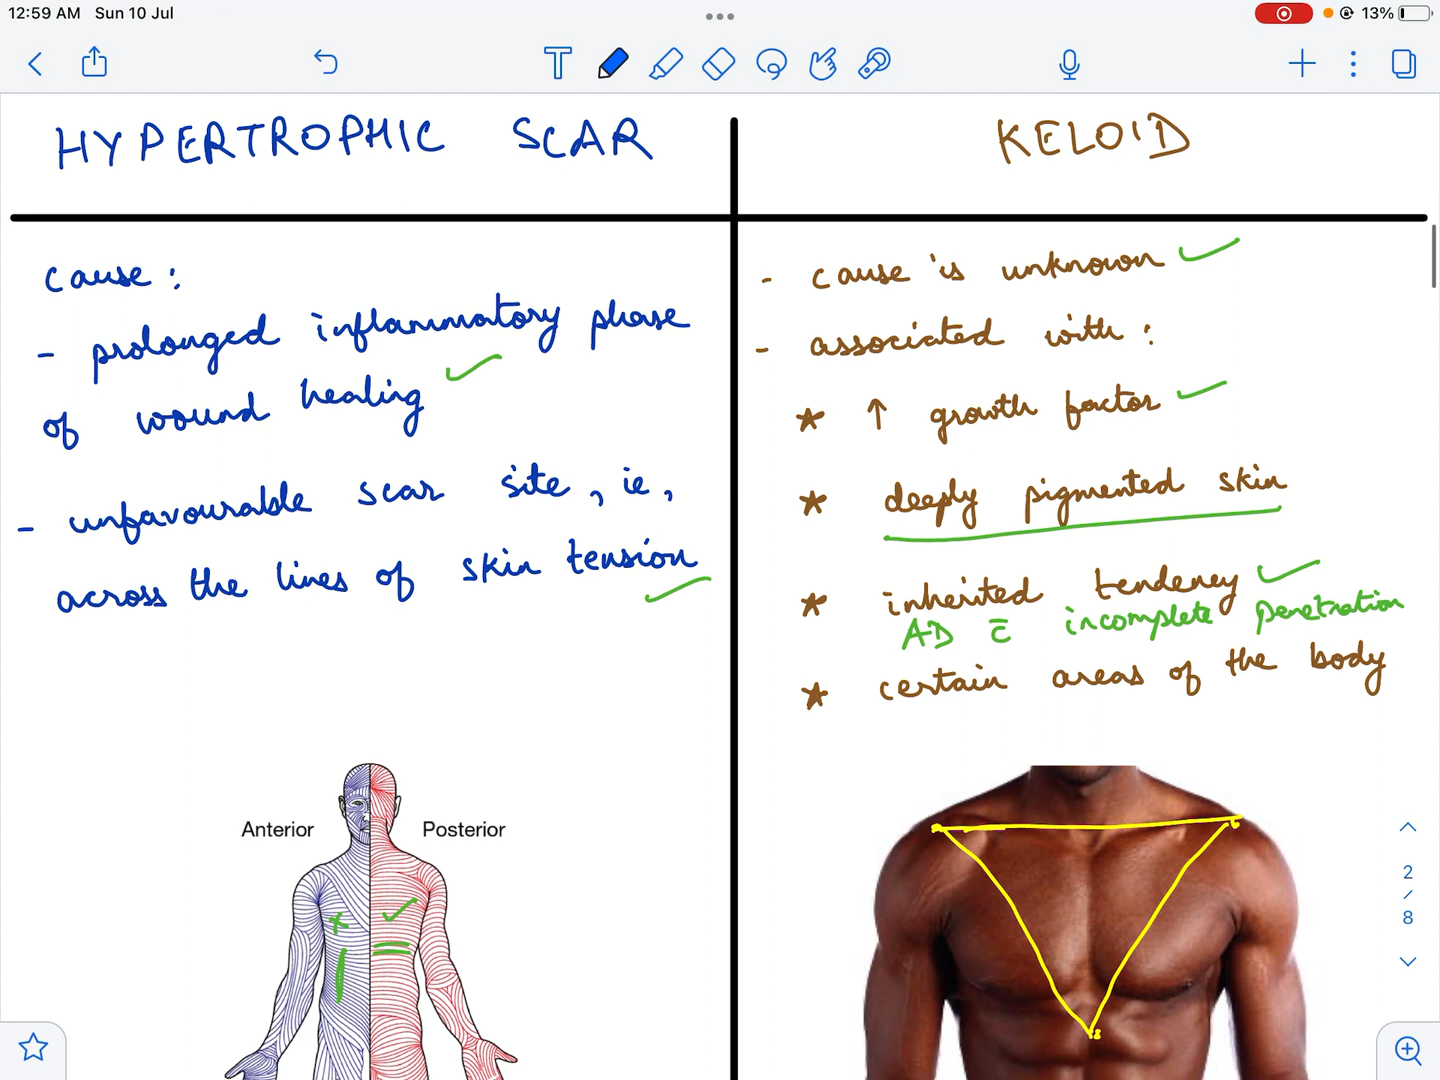 12:59 AM Sun 10 Jul
13%
HYPERTROPHIC SCAR
KELOID
cause :
- prolonged inflammatory phase
of wound healing
- unfavourable scar site, ie,
across the lines of skin tension
- cause is unknown
- associated with :
* ↑ growth factor
* deeply pigmented skin
* inherited tendency
AD c̄ incomplete penetration
* certain areas of the body
Anterior
Posterior
2
/
8